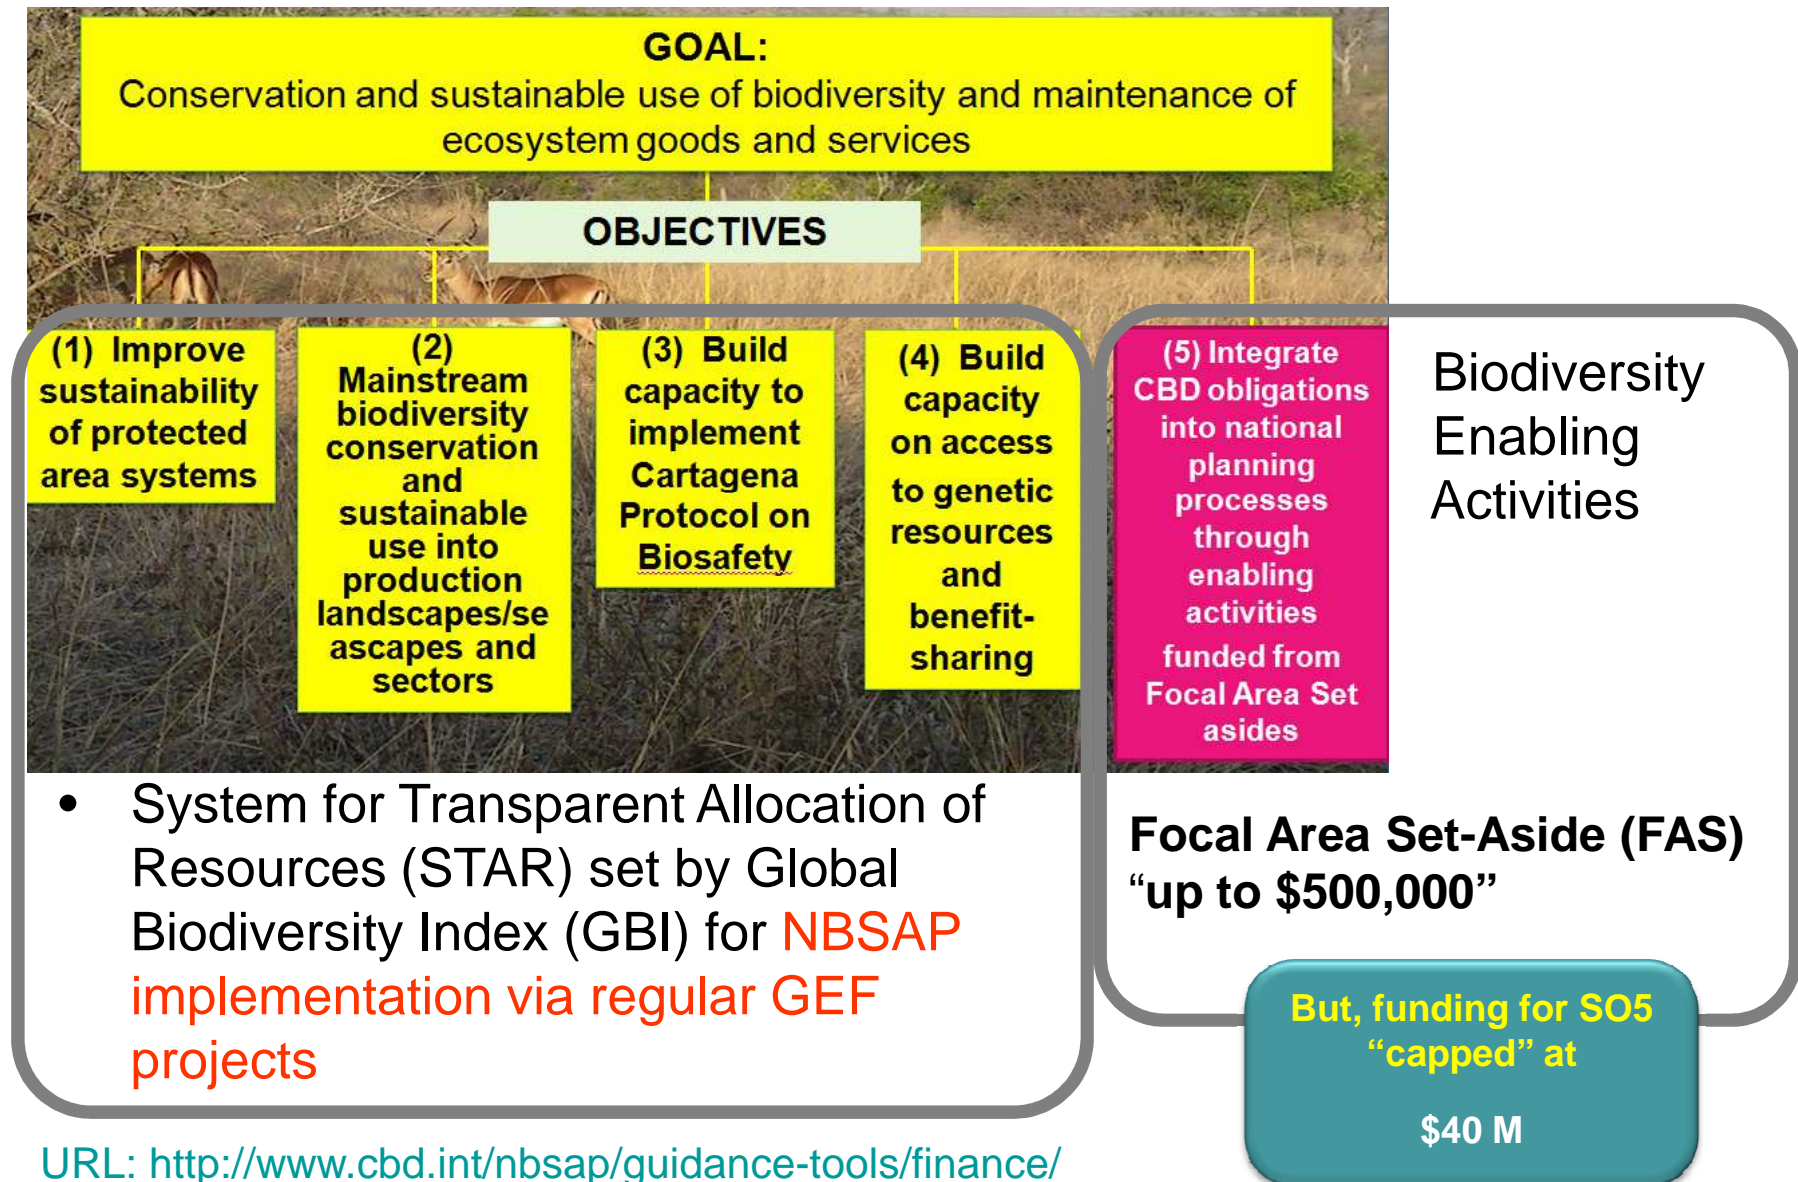 GOAL:
Conservation and sustainable use of biodiversity and maintenance of
ecosystem goods and services
OBJECTIVES
(1) Improve
sustainability
of protected
area systems
(2)
Mainstream
biodiversity
conservation
and
sustainable
use into
production
landscapes/se
ascapes and
sectors
(3) Build
capacity to
implement
Cartagena
Protocol on
Biosafety
(4) Build
capacity
on access
to genetic
resources
and
benefit-
sharing
(5) Integrate
CBD obligations
into national
planning
processes
through
enabling
activities
funded from
Focal Area Set
asides
Biodiversity
Enabling
Activities
• System for Transparent Allocation of
Resources (STAR) set by Global
Biodiversity Index (GBI) for NBSAP
implementation via regular GEF
projects
Focal Area Set-Aside (FAS)
“up to $500,000”
But, funding for SO5
“capped” at
$40 M
URL: http://www.cbd.int/nbsap/guidance-tools/finance/